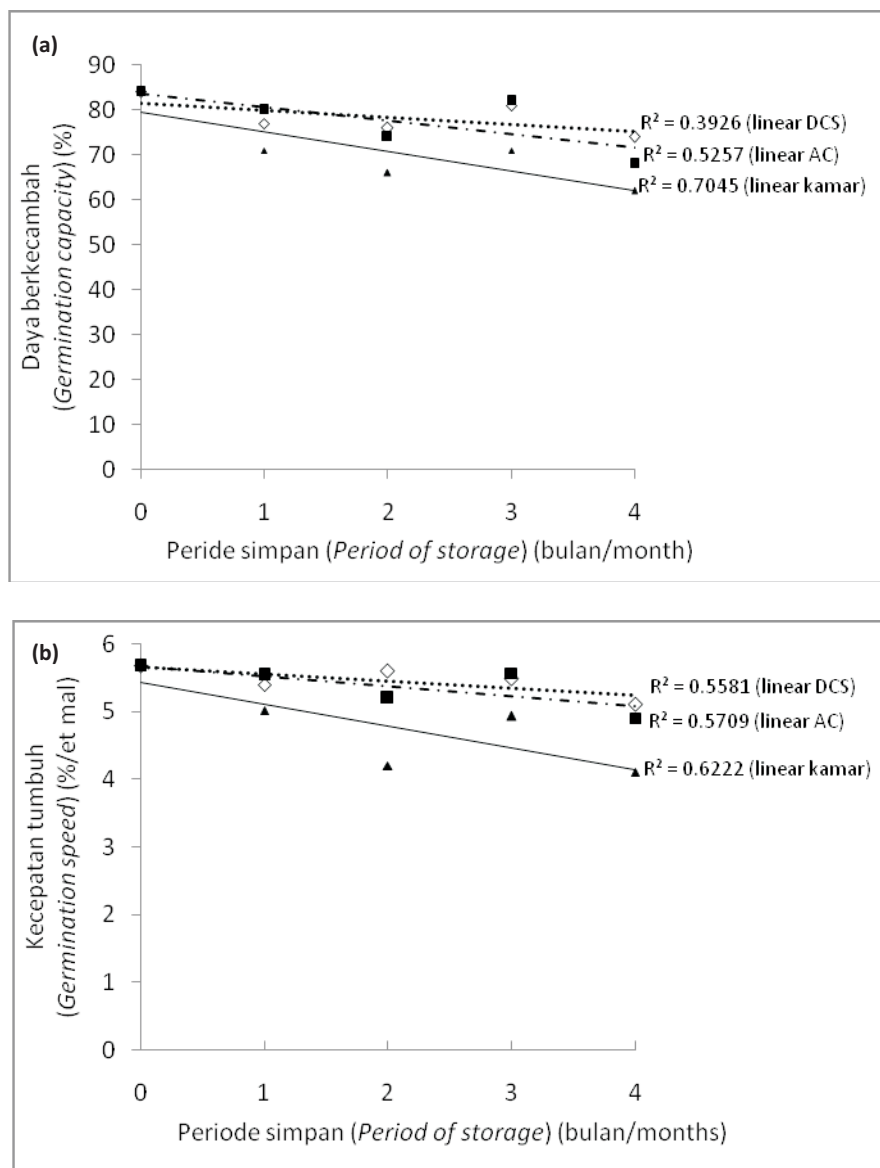 (a)
Daya berkecambah
(Germination capacity) (%)
90
80
70
60
50
40
30
20
10
0
R² = 0.3926 (linear DCS)
R² = 0.5257 (linear AC)
R² = 0.7045 (linear kamar)
0 1 2 3 4
Peride simpan (Period of storage) (bulan/month)
(b)
Kecepatan tumbuh
(Germination speed) (%/et mal)
6
5
4
3
2
1
0
R² = 0.5581 (linear DCS)
R² = 0.5709 (linear AC)
R² = 0.6222 (linear kamar)
0 1 2 3 4
Periode simpan (Period of storage) (bulan/months)